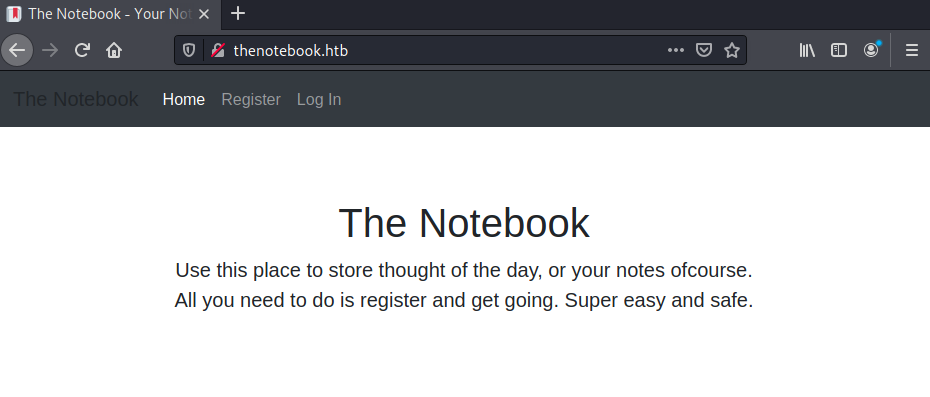 The Notebook - Your Not
thenotebook.htb
The Notebook Home Register Log In
The Notebook
Use this place to store thought of the day, or your notes ofcourse.
All you need to do is register and get going. Super easy and safe.